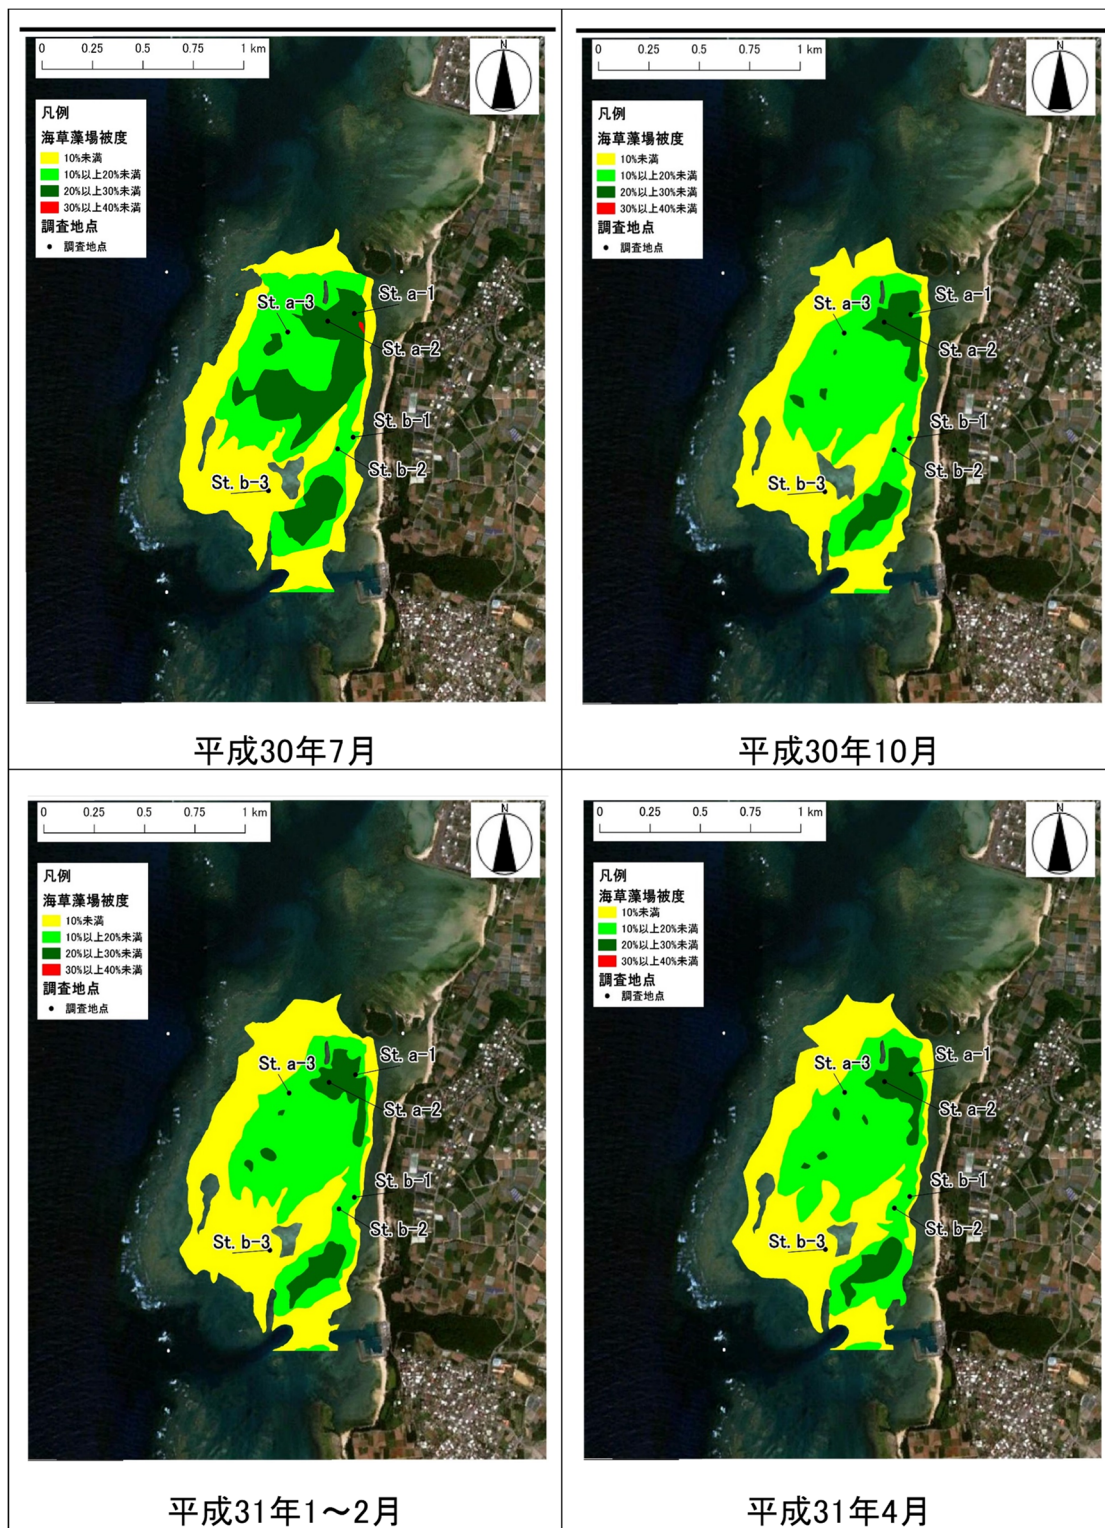 0 0.25 0.5 0.75 1 km
N
凡例
海草藻場被度
10%未満
10%以上20%未満
20%以上30%未満
30%以上40%未満
調査地点
調査地点
St. a-3
St. a-1
St. a-2
St. b-1
St. b-2
St. b-3
平成30年7月
0 0.25 0.5 0.75 1 km
N
凡例
海草藻場被度
10%未満
10%以上20%未満
20%以上30%未満
30%以上40%未満
調査地点
調査地点
St. a-3
St. a-1
St. a-2
St. b-1
St. b-2
St. b-3
平成30年10月
0 0.25 0.5 0.75 1 km
N
凡例
海草藻場被度
10%未満
10%以上20%未満
20%以上30%未満
30%以上40%未満
調査地点
調査地点
St. a-3
St. a-1
St. a-2
St. b-1
St. b-2
St. b-3
平成31年1～2月
0 0.25 0.5 0.75 1 km
N
凡例
海草藻場被度
10%未満
10%以上20%未満
20%以上30%未満
30%以上40%未満
調査地点
調査地点
St. a-3
St. a-1
St. a-2
St. b-1
St. b-2
St. b-3
平成31年4月